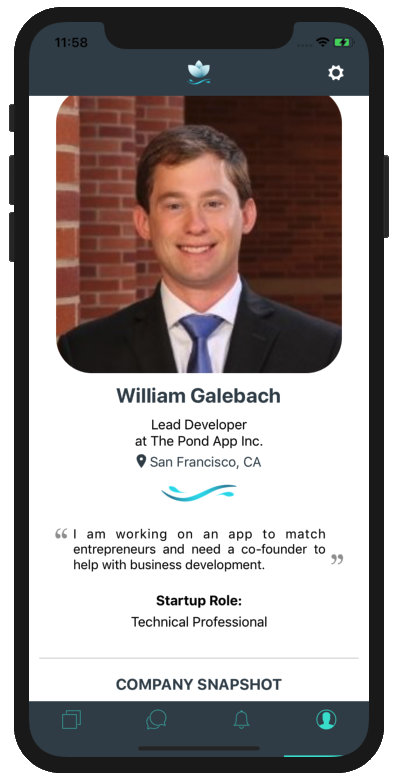 11:58
William Galebach
Lead Developer
at The Pond App Inc.
San Francisco, CA
“ I am working on an app to match
entrepreneurs and need a co-founder to
help with business development. ”
Startup Role:
Technical Professional
COMPANY SNAPSHOT